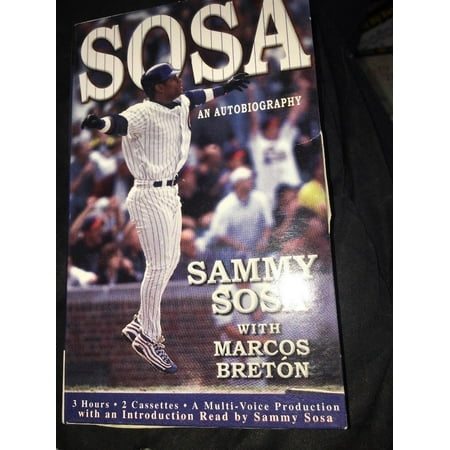 SOSA
AN AUTOBIOGRAPHY
SAMMY
SOSA
WITH
MARCOS
BRETÓN
3 Hours • 2 Cassettes • A Multi-Voice Production
with an Introduction Read by Sammy Sosa